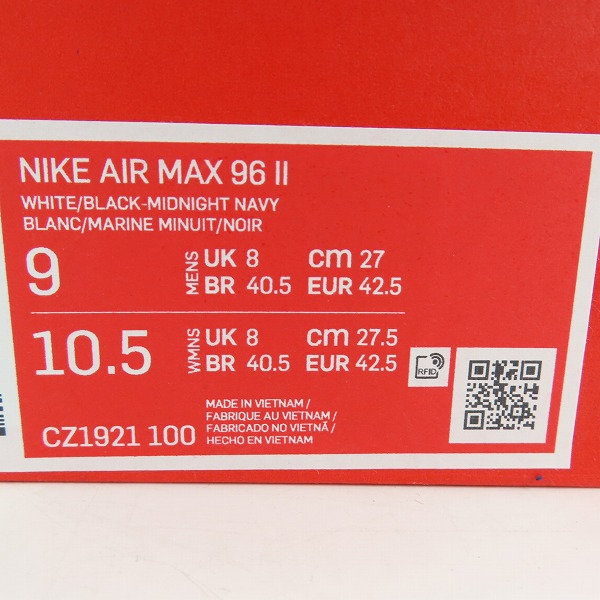 NIKE AIR MAX 96 II
WHITE/BLACK-MIDNIGHT NAVY
BLANC/MARINE MINUIT/NOIR
9 MENS UK 8 cm 27
BR 40.5 EUR 42.5
10.5 WMNS UK 8 cm 27.5
BR 40.5 EUR 42.5
RFID
CZ1921 100
MADE IN VIETNAM /
FABRIQUE AU VIETNAM /
FABRICADO NO VIETNÃ /
HECHO EN VIETNAM